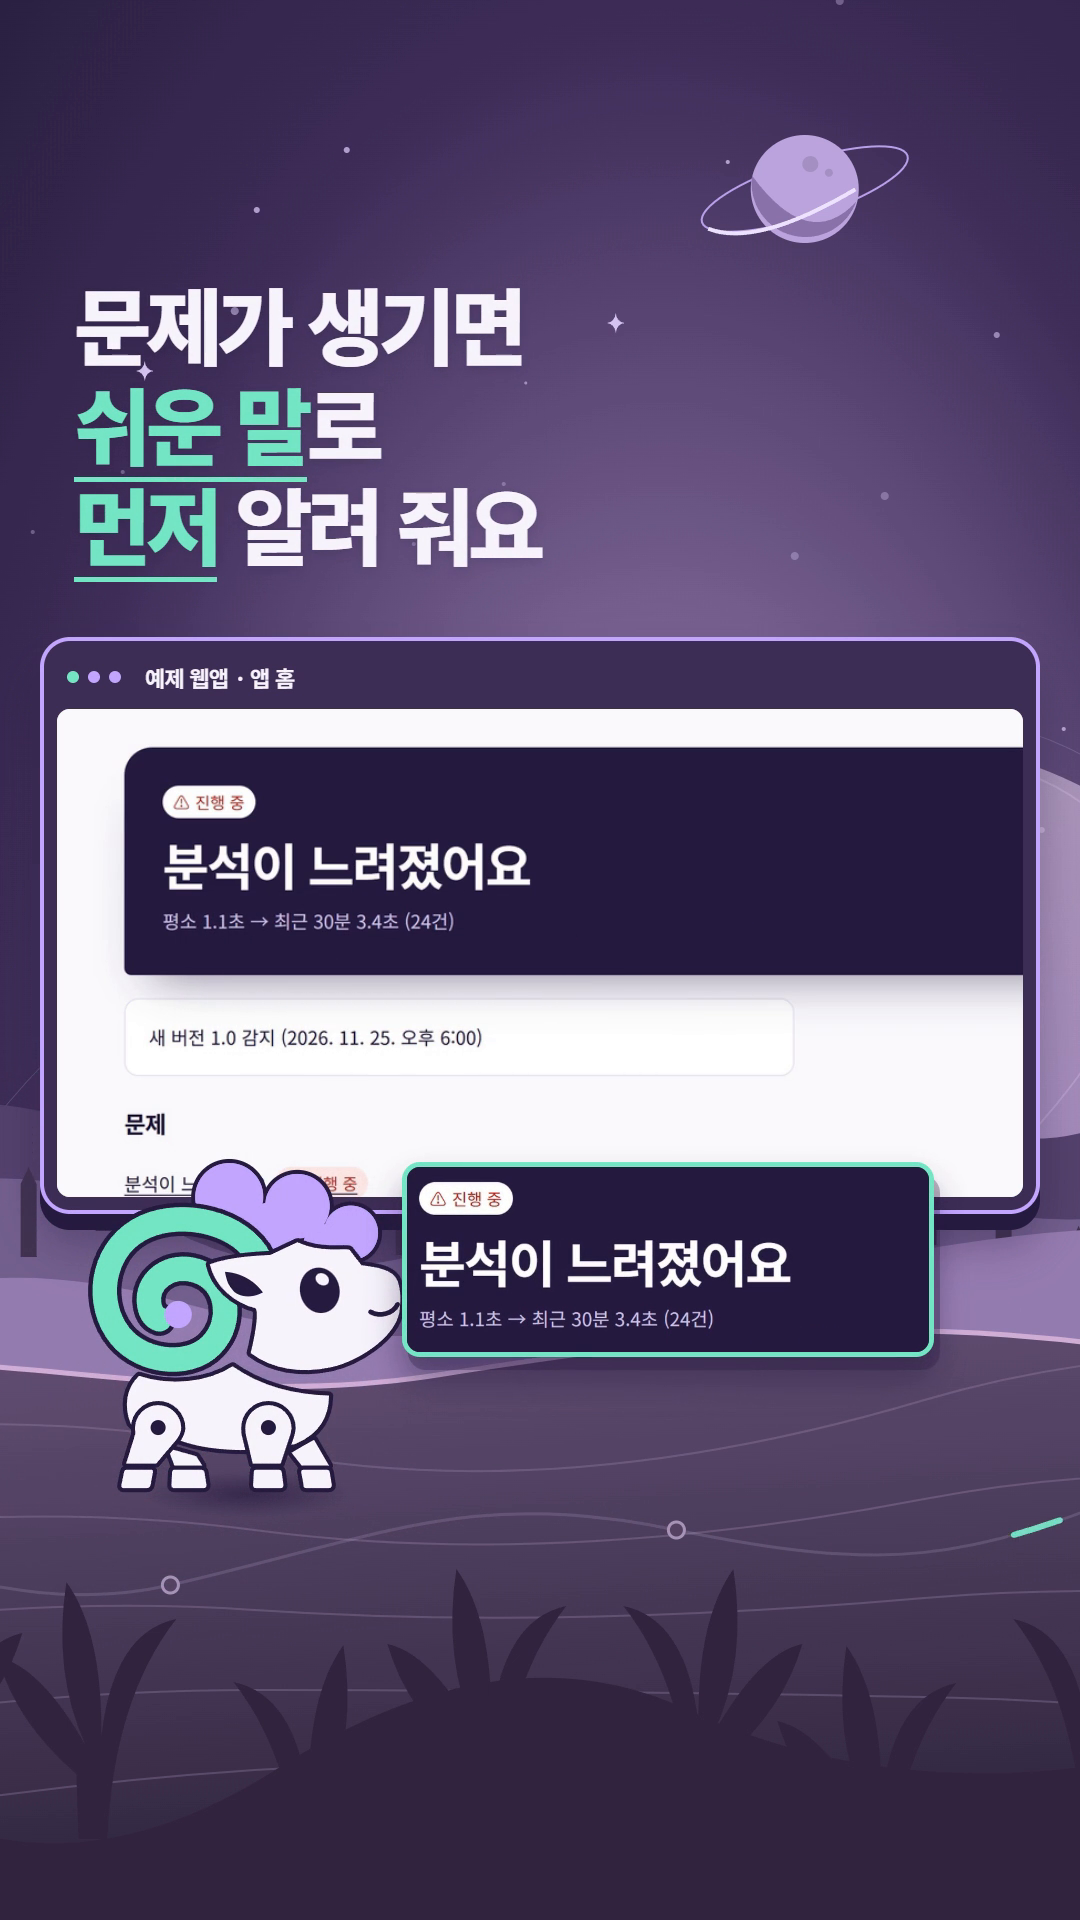 문제가 생기면
쉬운 말로
먼저 알려 줘요
예제 웹앱 · 앱 홈
진행 중
분석이 느려졌어요
평소 1.1초 → 최근 30분 3.4초 (24건)
새 버전 1.0 감지 (2026. 11. 25. 오후 6:00)
문제
분석이
중
진행 중
분석이 느려졌어요
평소 1.1초 → 최근 30분 3.4초 (24건)